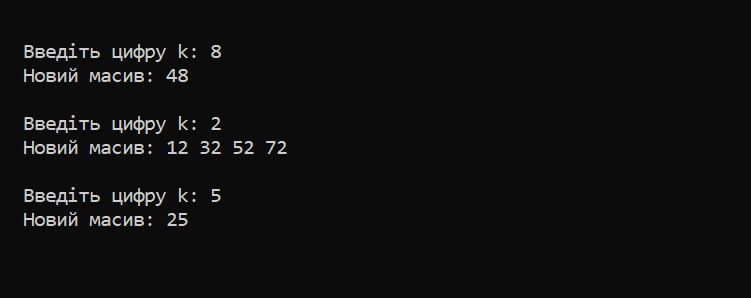 Введіть цифру k: 8
Новий масив: 48
Введіть цифру k: 2
Новий масив: 12 32 52 72
Введіть цифру k: 5
Новий масив: 25